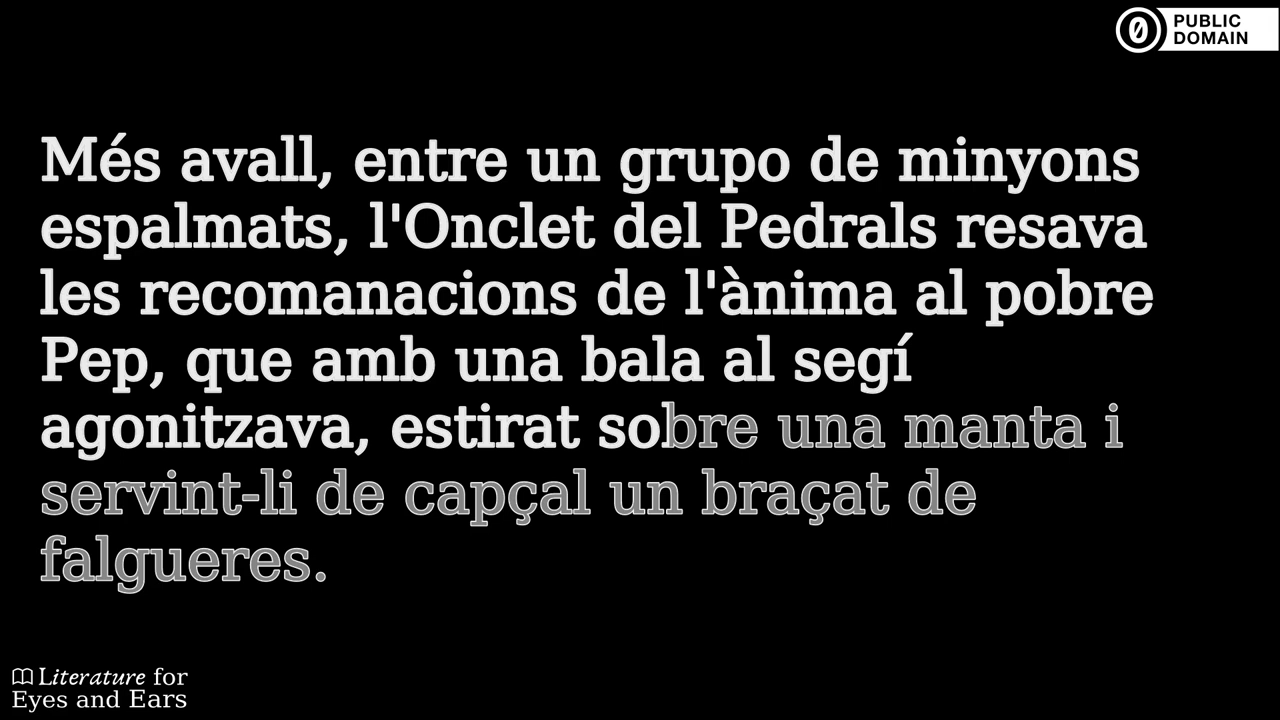 PUBLIC
DOMAIN
Més avall, entre un grupo de minyons
espalmats, l'Onclet del Pedrals resava
les recomanacions de l'ànima al pobre
Pep, que amb una bala al segí
agonitzava, estirat sobre una manta i
servint-li de capçal un braçat de
falgueres.
Literature for
Eyes and Ears